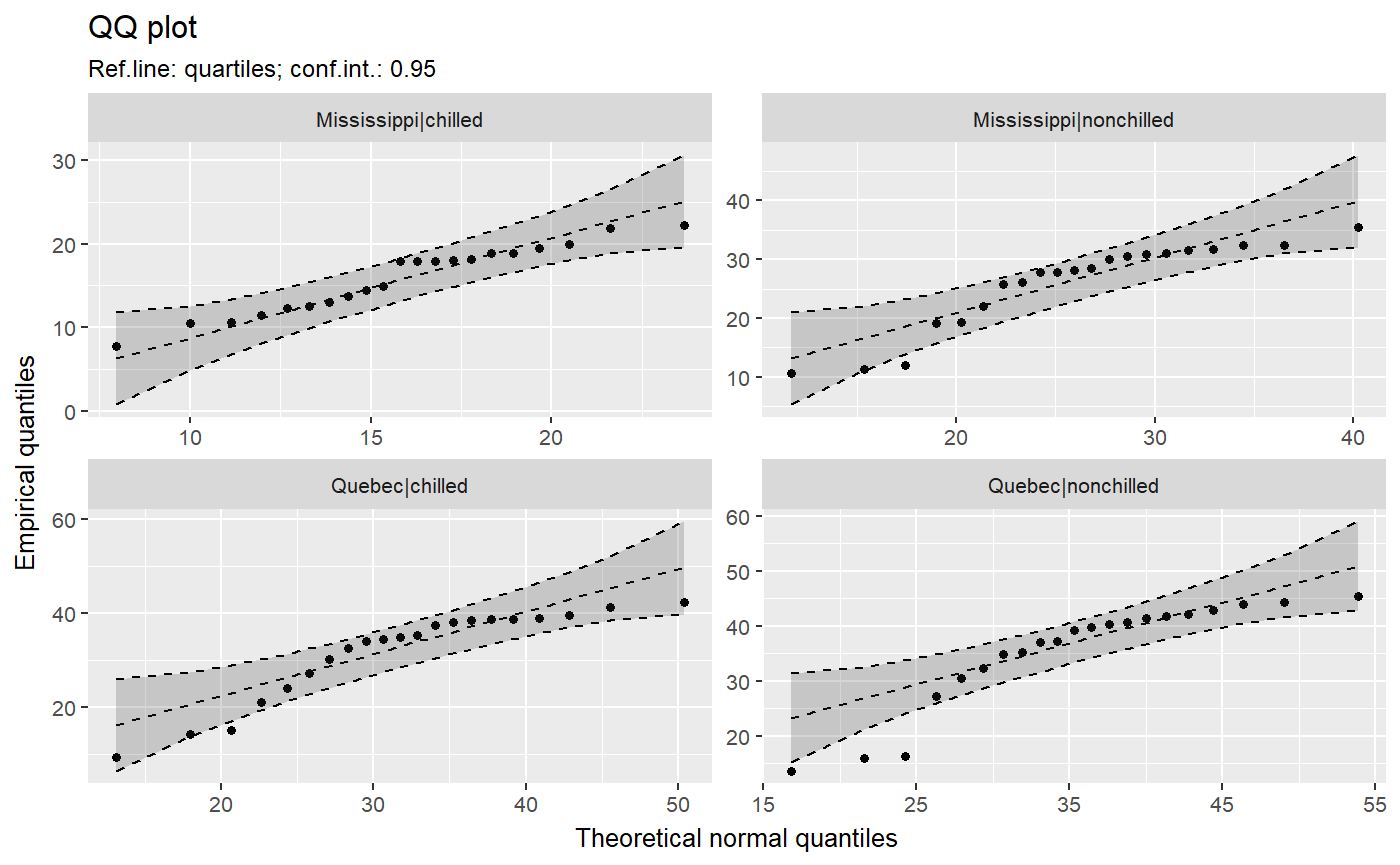 QQ plot
Ref.line: quartiles; conf.int.: 0.95
Mississippi|chilled
Mississippi|nonchilled
30
20
10
0
40
30
20
10
10 15 20
20 30 40
Quebec|chilled
Quebec|nonchilled
60
40
20
60
50
40
30
20
20 30 40 50
15 25 35 45 55
Empirical quantiles
Theoretical normal quantiles